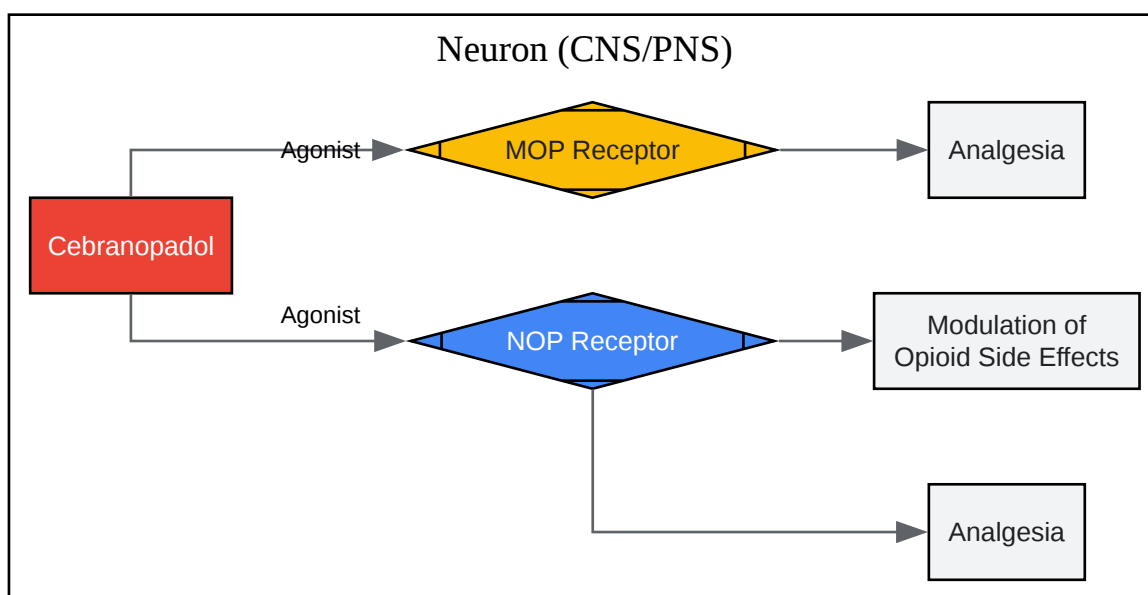 Neuron (CNS/PNS)
Agonist
MOP Receptor
Analgesia
Cebranopadol
Agonist
NOP Receptor
Modulation of
Opioid Side Effects
Analgesia